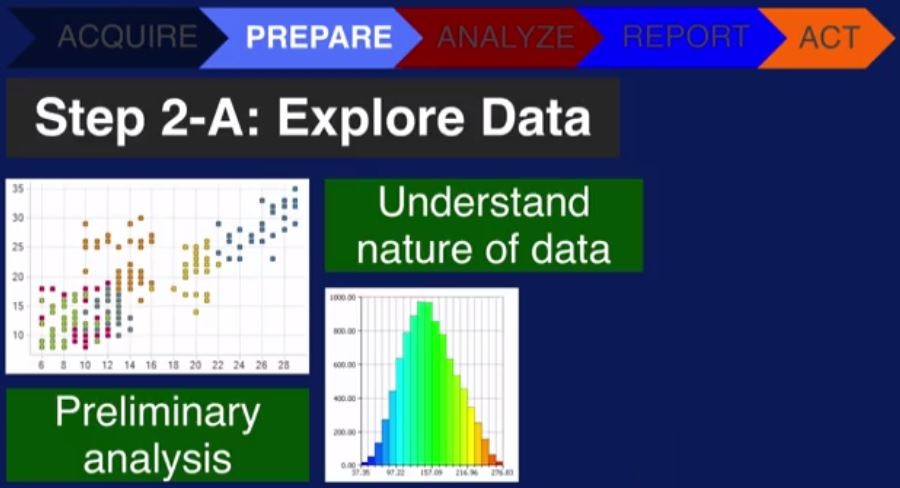 ACQUIRE PREPARE ANALYZE REPORT ACT
Step 2-A: Explore Data
Understand
nature of data
35
30
25
20
15
10
6 8 10 12 14 16 18 20 22 24 26 28
1000.00
800.00
600.00
400.00
200.00
0.00
37.35 97.22 157.09 216.96 276.83
Preliminary
analysis